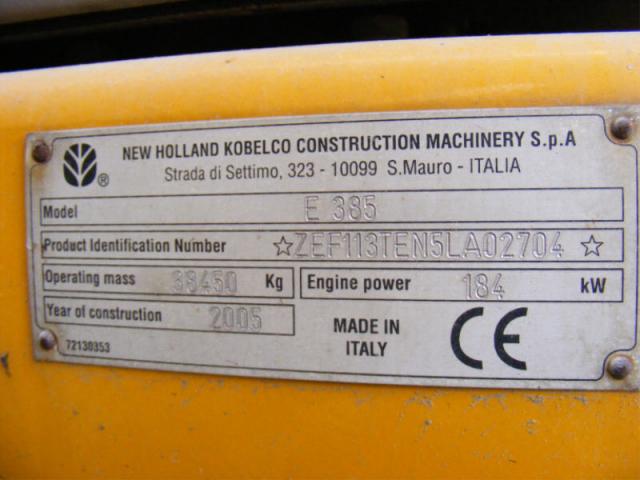 NEW HOLLAND KOBELCO CONSTRUCTION MACHINERY S.p.A
Strada di Settimo, 323 - 10099 S.Mauro - ITALIA
®
Model E 385
Product Identification Number ☆ZEF113TEN5LA02704☆
Operating mass 38450 Kg Engine power 184 kW
Year of construction 2005
MADE IN
ITALY
CE
72130353